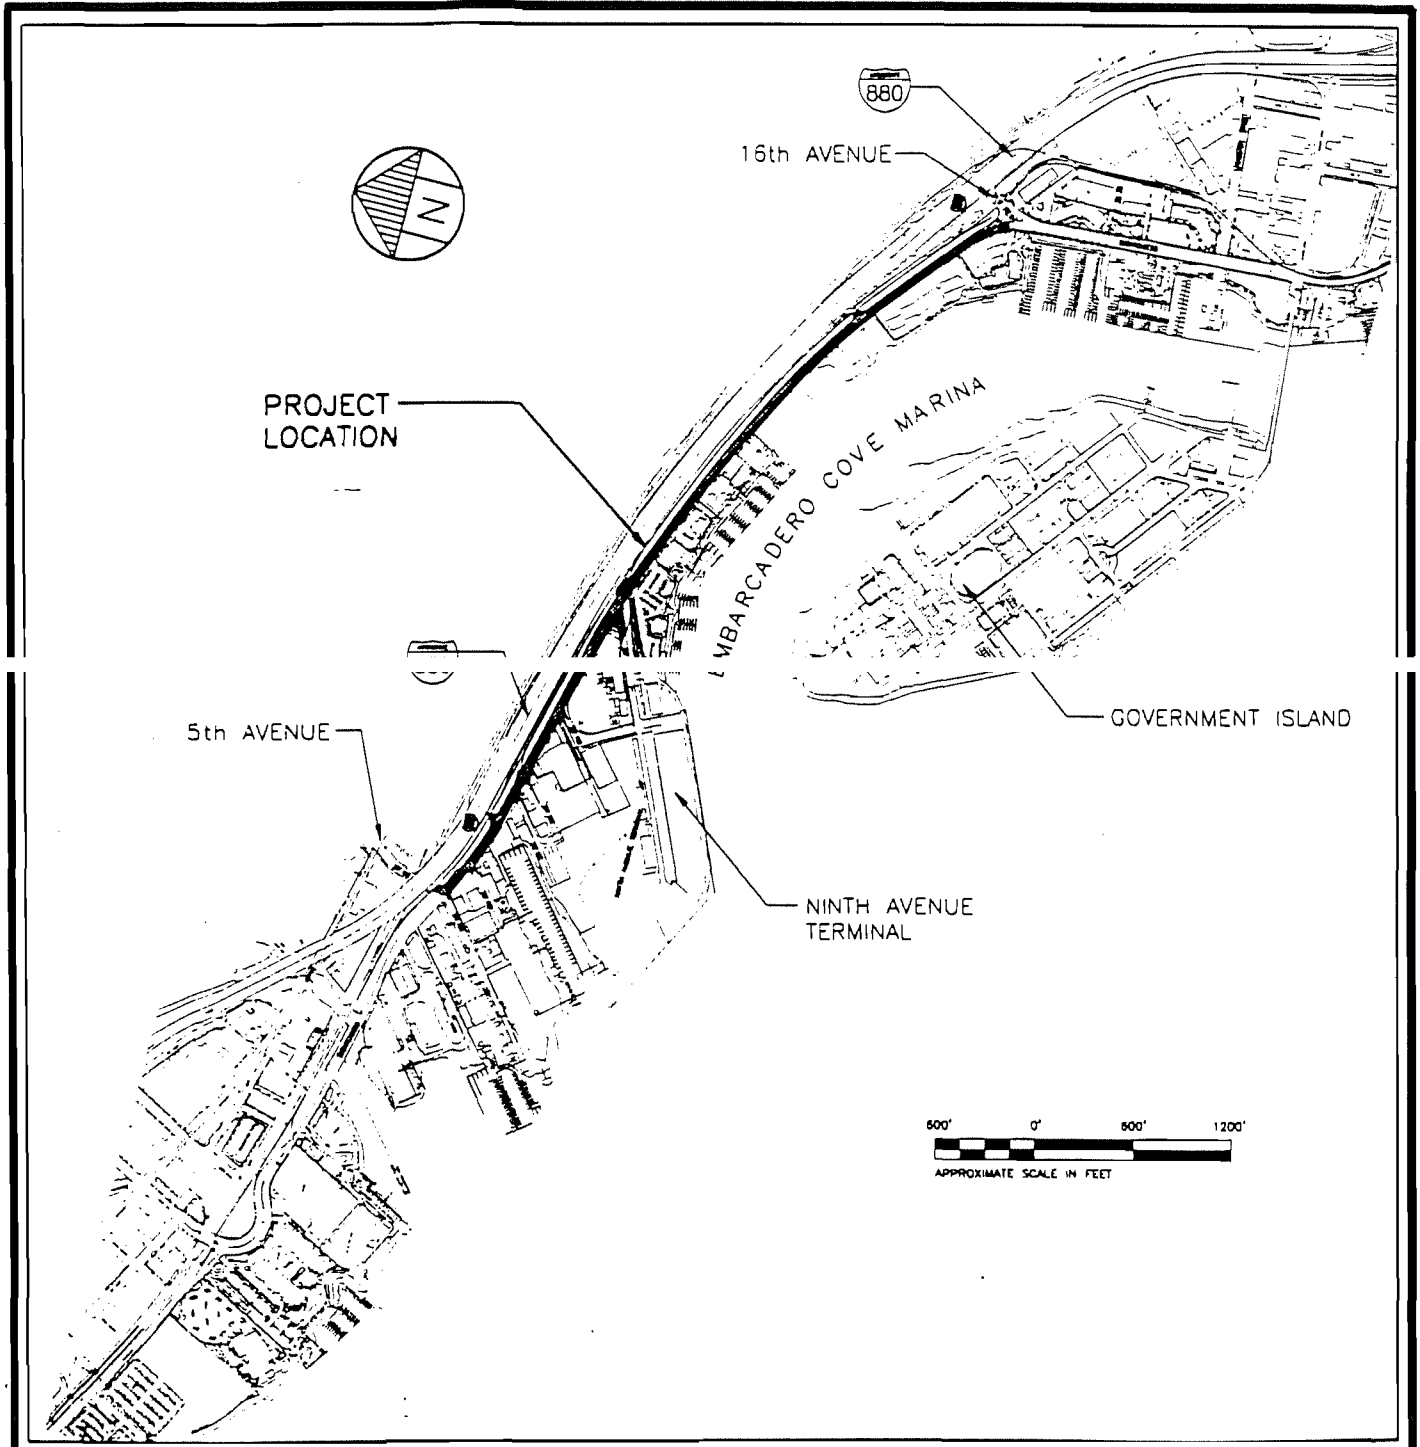 880
16th AVENUE
N
PROJECT
LOCATION
EMBARCADERO COVE MARINA
5th AVENUE
GOVERNMENT ISLAND
NINTH AVENUE
TERMINAL
600' 0' 600' 1200'
APPROXIMATE SCALE IN FEET